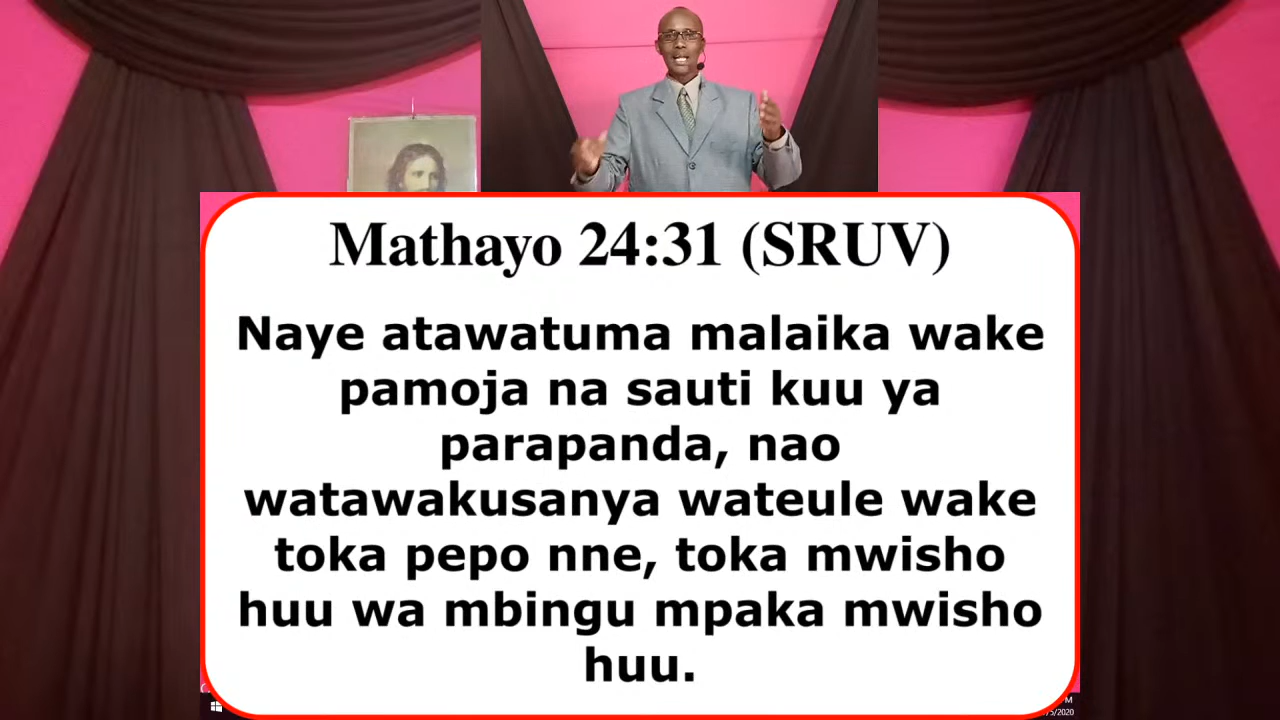 Mathayo 24:31 (SRUV)
Naye atawatuma malaika wake
pamoja na sauti kuu ya
parapanda, nao
watawakusanya wateule wake
toka pepo nne, toka mwisho
huu wa mbingu mpaka mwisho
huu.